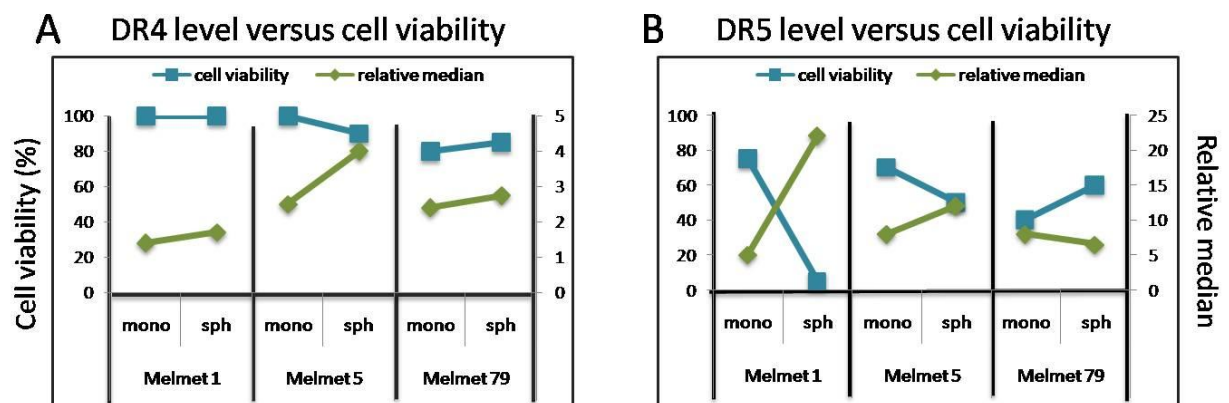 A DR4 level versus cell viability
cell viability relative median
Cell viability (%)
100
80
60
40
20
0
5
4
3
2
1
0
mono sph mono sph mono sph
Melmet 1 Melmet 5 Melmet 79
B DR5 level versus cell viability
cell viability relative median
100
80
60
40
20
0
25
20
15
10
5
0
Relative median
mono sph mono sph mono sph
Melmet 1 Melmet 5 Melmet 79